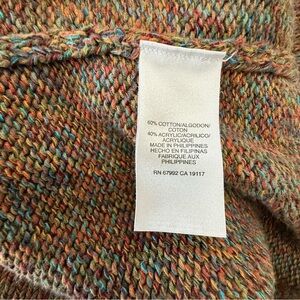 60% COTTON/ALGODON/
COTON
40% ACRYLIC/ACRILICO/
ACRYLIQUE
MADE IN PHILIPPINES
HECHO EN FILIPINAS
FABRIQUE AUX
PHILIPPINES
RN 67992 CA 19117